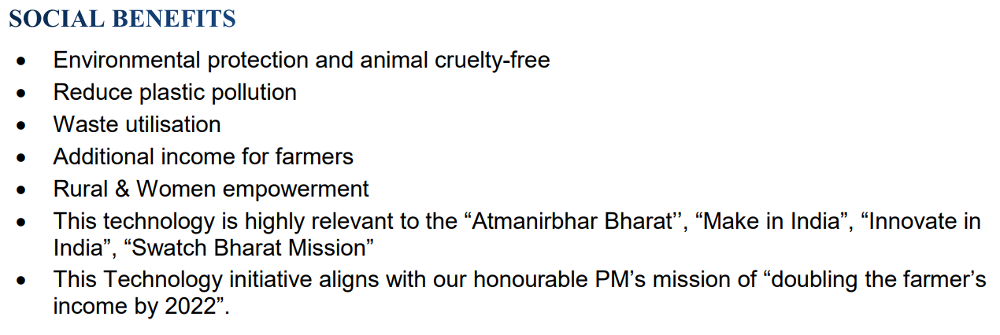 SOCIAL BENEFITS
• Environmental protection and animal cruelty-free
• Reduce plastic pollution
• Waste utilisation
• Additional income for farmers
• Rural & Women empowerment
• This technology is highly relevant to the “Atmanirbhar Bharat’’, “Make in India”, “Innovate in
India”, “Swatch Bharat Mission”
• This Technology initiative aligns with our honourable PM’s mission of “doubling the farmer’s
income by 2022”.